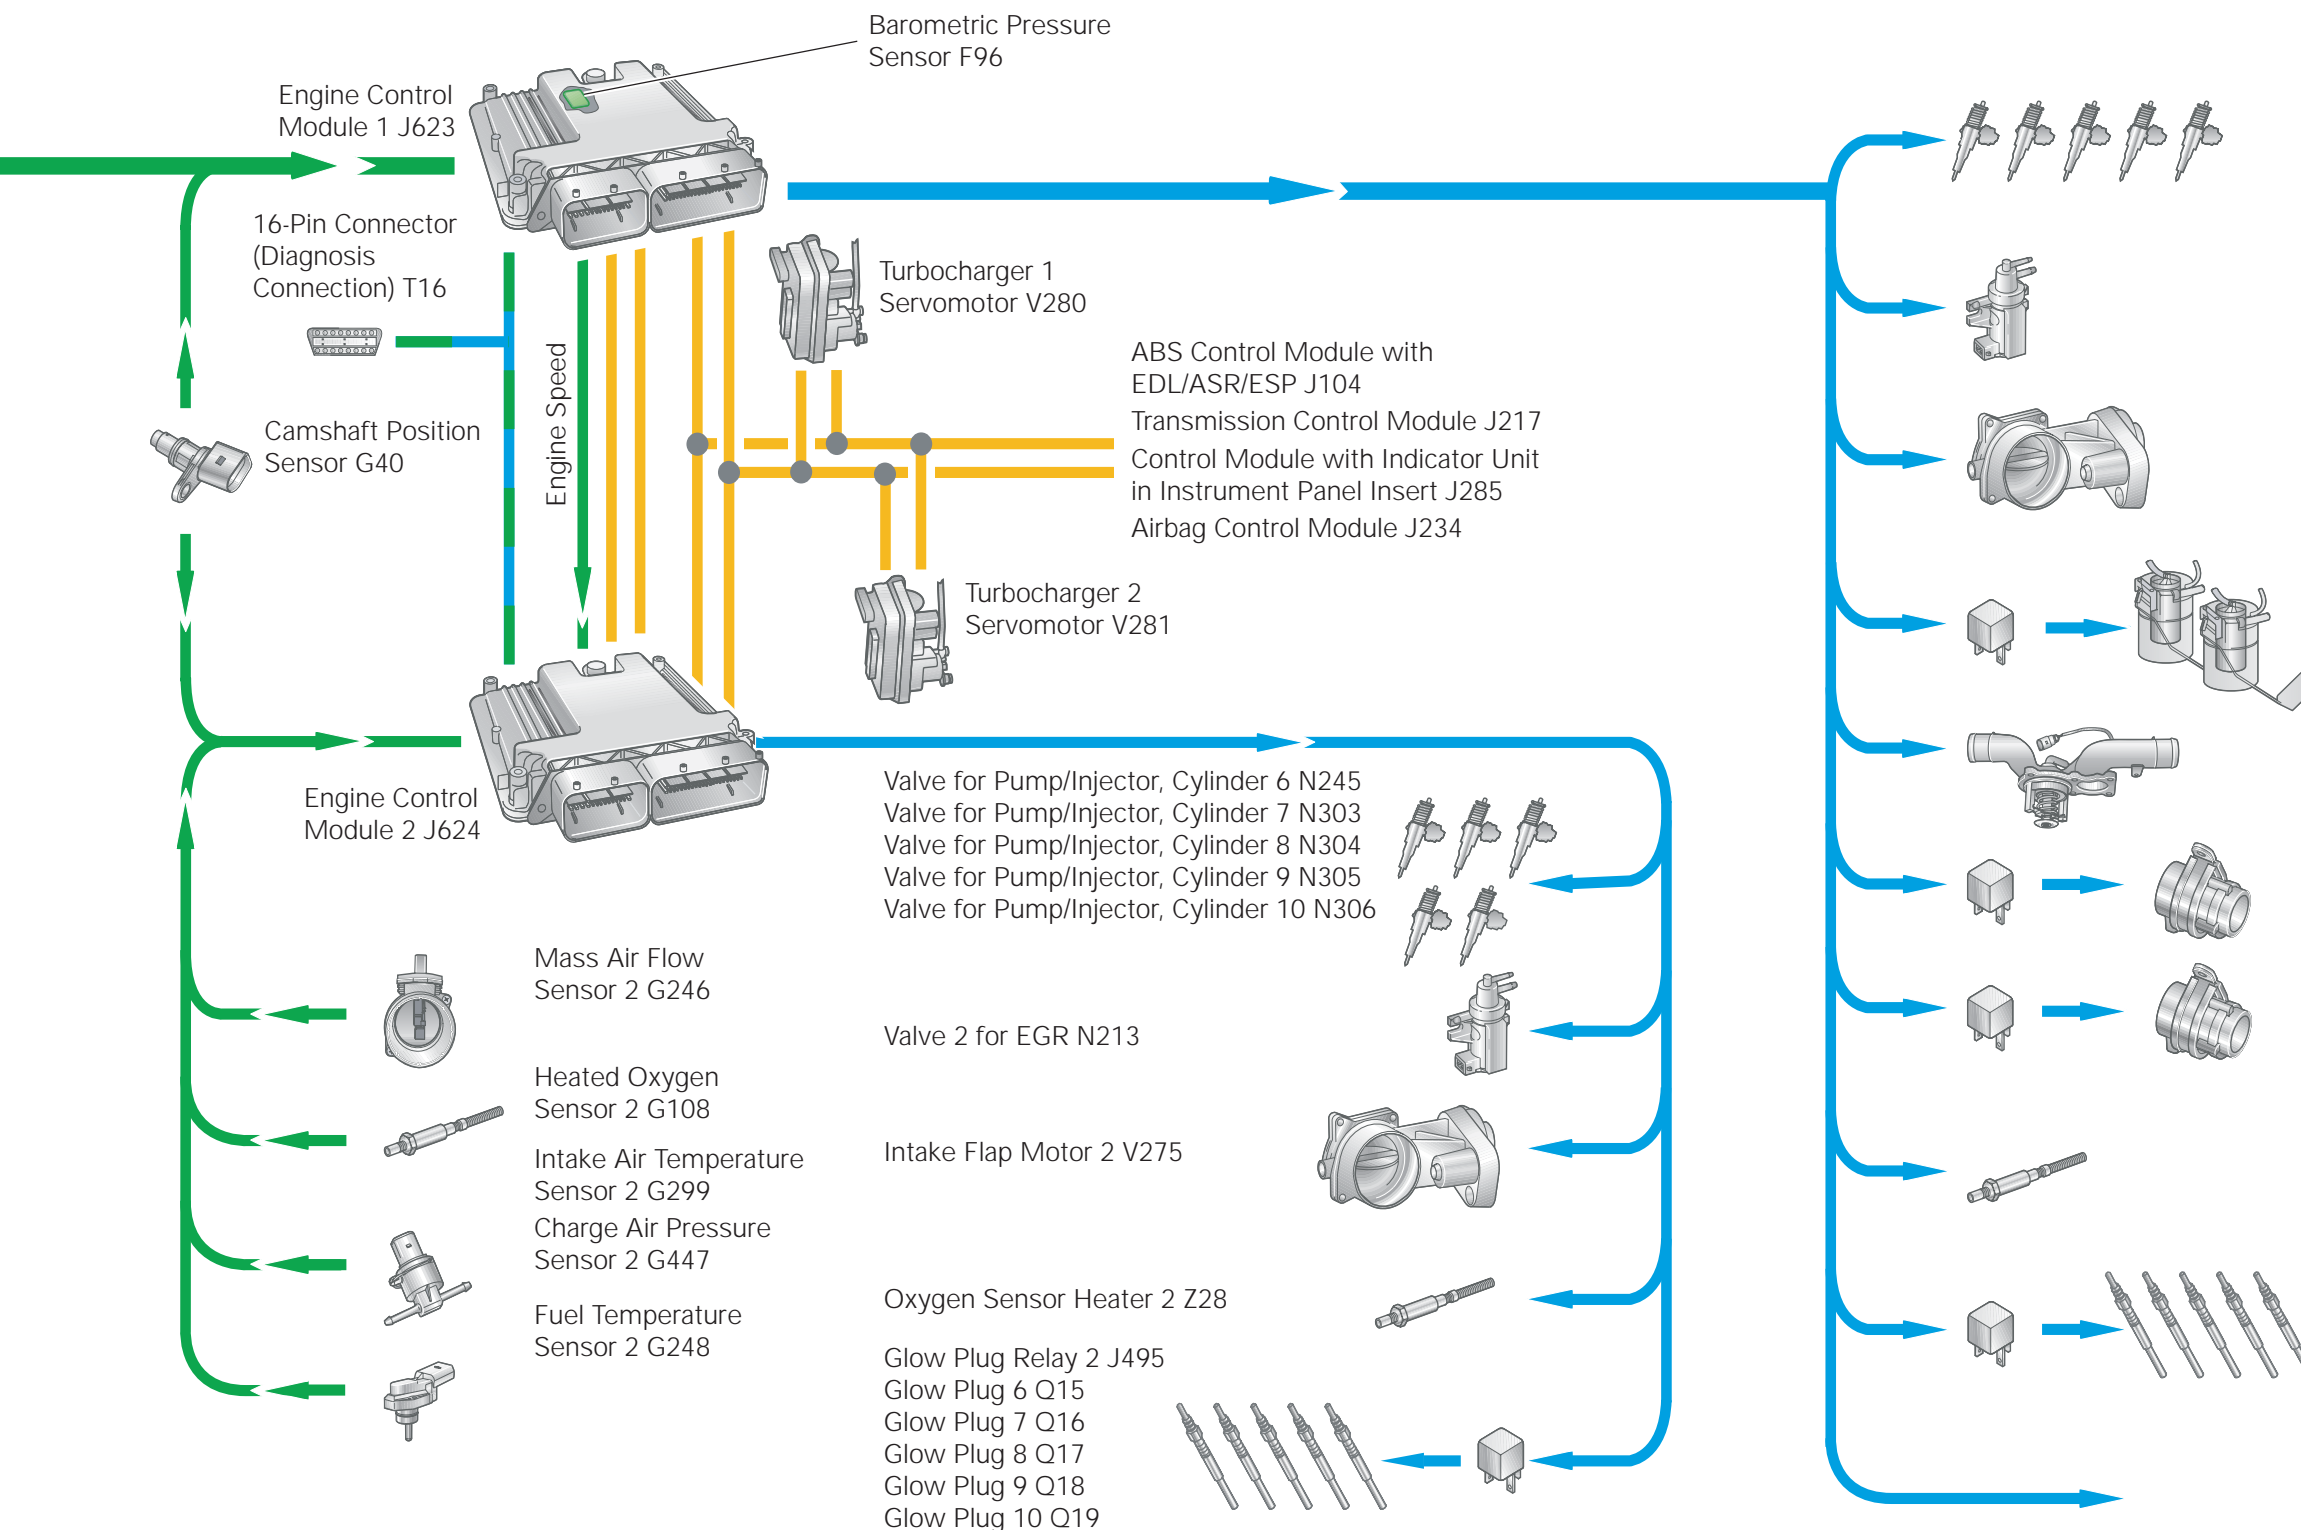 Barometric Pressure
Sensor F96
Engine Control
Module 1 J623
16-Pin Connector
(Diagnosis
Connection) T16
Turbocharger 1
Servomotor V280
Engine Speed
ABS Control Module with
EDL/ASR/ESP J104
Transmission Control Module J217
Control Module with Indicator Unit
in Instrument Panel Insert J285
Airbag Control Module J234
Camshaft Position
Sensor G40
Turbocharger 2
Servomotor V281
Engine Control
Module 2 J624
Valve for Pump/Injector, Cylinder 6 N245
Valve for Pump/Injector, Cylinder 7 N303
Valve for Pump/Injector, Cylinder 8 N304
Valve for Pump/Injector, Cylinder 9 N305
Valve for Pump/Injector, Cylinder 10 N306
Mass Air Flow
Sensor 2 G246
Valve 2 for EGR N213
Heated Oxygen
Sensor 2 G108
Intake Air Temperature
Sensor 2 G299
Intake Flap Motor 2 V275
Charge Air Pressure
Sensor 2 G447
Oxygen Sensor Heater 2 Z28
Fuel Temperature
Sensor 2 G248
Glow Plug Relay 2 J495
Glow Plug 6 Q15
Glow Plug 7 Q16
Glow Plug 8 Q17
Glow Plug 9 Q18
Glow Plug 10 Q19